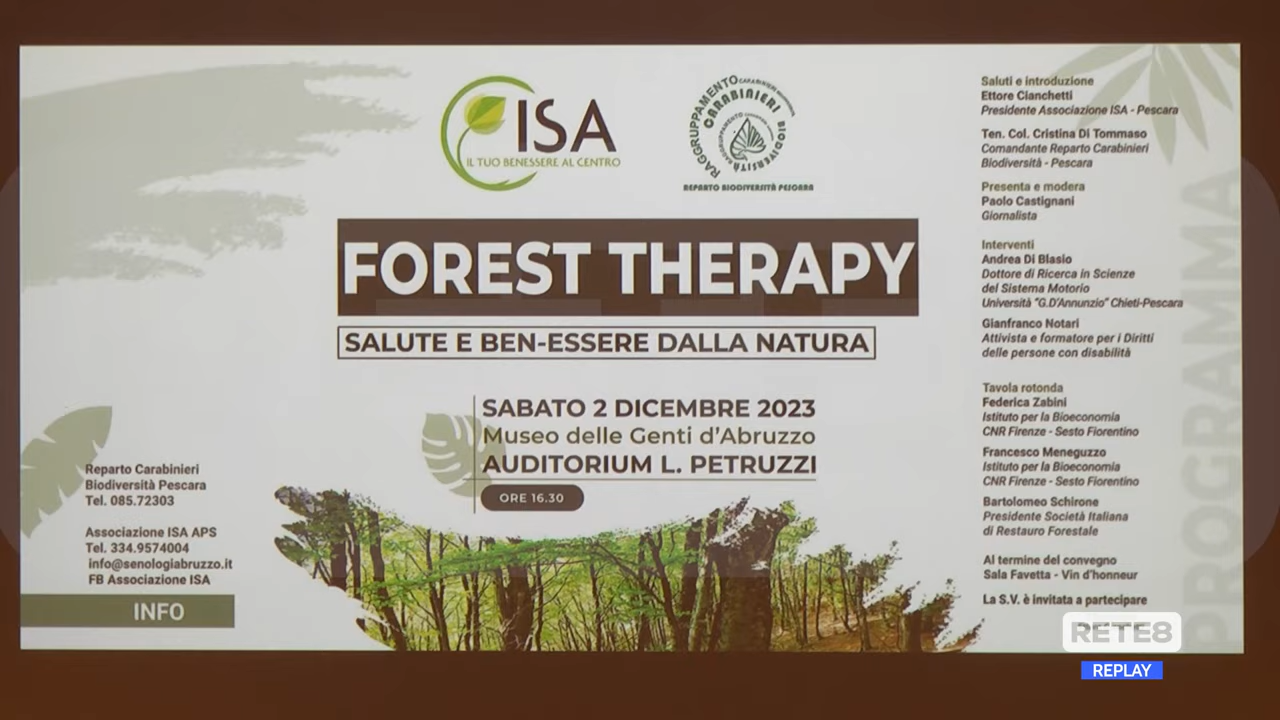 ISA
IL TUO BENESSERE AL CENTRO
RAGGRUPPAMENTO CARABINIERI BIODIVERSITÀ
REPARTO BIODIVERSITÀ PESCARA
FOREST THERAPY
SALUTE E BEN-ESSERE DALLA NATURA
SABATO 2 DICEMBRE 2023
Museo delle Genti d'Abruzzo
AUDITORIUM L. PETRUZZI
ORE 16.30
Reparto Carabinieri
Biodiversità Pescara
Tel. 085.72303
Associazione ISA APS
Tel. 334.9574004
info@senologiabruzzo.it
FB Associazione ISA
INFO
Saluti e introduzione
Ettore Cianchetti
Presidente Associazione ISA - Pescara
Ten. Col. Cristina Di Tommaso
Comandante Reparto Carabinieri
Biodiversità - Pescara
Presenta e modera
Paolo Castignani
Giornalista
Interventi
Andrea Di Blasio
Dottore di Ricerca in Scienze
del Sistema Motorio
Università "G.D'Annunzio" Chieti-Pescara
Gianfranco Notari
Attivista e formatore per i Diritti
delle persone con disabilità
Tavola rotonda
Federica Zabini
Istituto per la Bioeconomia
CNR Firenze - Sesto Fiorentino
Francesco Meneguzzo
Istituto per la Bioeconomia
CNR Firenze - Sesto Fiorentino
Bartolomeo Schirone
Presidente Società Italiana
di Restauro Forestale
Al termine del convegno
Sala Favetta - Vin d'honneur
La S.V. è invitata a partecipare
PROGRAMMA
RETE8
REPLAY